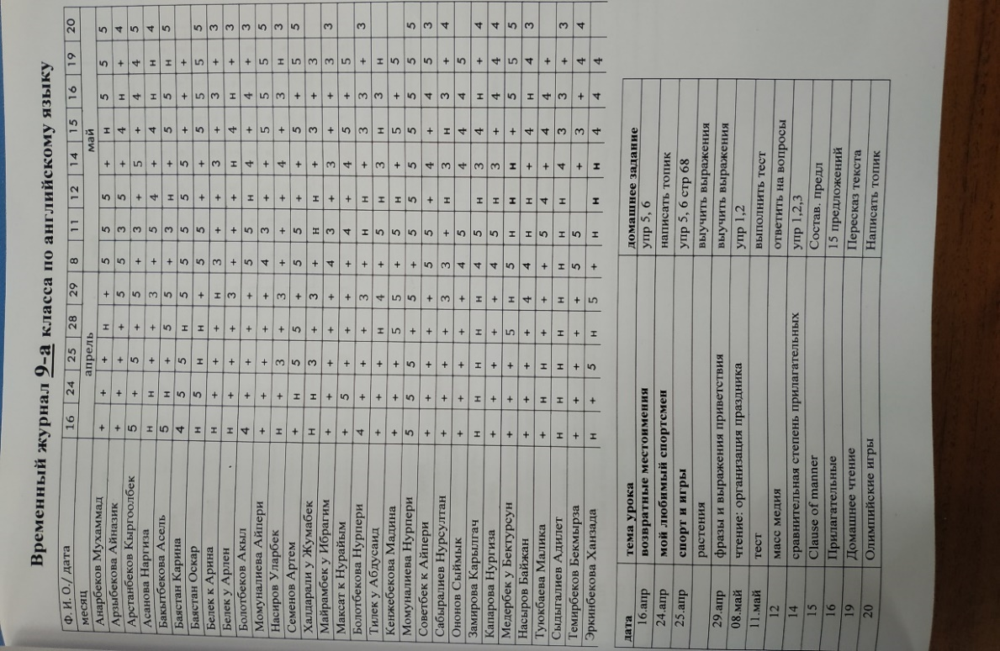 Временный журнал 9-а класса по английскому языку
Ф. И. О./ дата 16 24 25 28 29 8 11 12 14 15 16 19 20
месяц апрель май
Анарбеков Мухаммад + + + н + 5 5 5 + н 5 5 5
Арзыбекова Айназик + + + + 5 5 3 5 + 4 н + 4
Арстанбеков Кыргоолбек 5 + 5 + 5 + 3 + 5 + 4 4 5
Асанова Наргиза н н + + 3 + 5 4 + 4 н н 4
Бакытбекова Асель 5 н + 5 5 + 3 н + 5 5 н 5
Баястан Карина 4 5 5 н 5 5 5 5 5 + + +
Баястан Оскар н 5 н н + 5 5 + + 5 5 5 5
Белек к Арина н + + + н 3 + + 3 + 3 + 3
Белек у Арлен н + + + 3 + + + н 4 н + 3
Болотбеков Акыл 4 + + + + 5 5 н 4 + 4 + 3
Момуналиева Айпери + + + + + 4 3 + + 5 5 5 5
Насиров Уларбек н + 3 + 3 + + + 4 + 3 н 3
Семенов Артем + н 5 5 + 5 5 + + 5 + 5 5
Халдарали у Жумабек н н 3 + 3 + н н + 3 + 3
Майрамбек у Ибрагим + + + + + 4 3 + 3 + + 3 3
Максат к Нурайым + 5 + + + + 4 + 4 5 + 5
Болотбекова Нурпери 4 + + + 3 + н н + 3 3 + 3
Тилек у Абдусаид + + + н 4 + 5 н 3 н 3 н
Кенжебекова Мадина + 5 + 5 5 + 5 н + 5 + 5
Момуналиева Нурпери 5 5 5 + 5 + 5 5 5 5 5 5 5
Советбек к Айпери + + + + + 5 5 + 4 + 4 5 3
Сабыралиев Нурсултан + + + + 3 3 + н 3 н 3 + 4
Ононов Сыймык + + + + + 4 5 + 4 4 4 5
Замирова Карылгач н н н н н 4 5 н 3 4 н + 4
Капарова Нургиза + + + + + 4 5 + 3 + 4 4 4
Медербек у Бектурсун + + + 5 н 5 н н н + 5 5 5
Насыров Байжан + + + + 4 4 н н + 4 н 4 3
Туюкбаева Малика + н н + + + 5 4 + 4 4 +
Сыдыгалиев Адилет н н н н н н н н 4 3 3 + 3
Темирбеков Бекмырза + + + + + 5 5 + + 3 + 4 4
Эркинбекова Ханзада н + 5 н 5 + н н н 4 4 4
дата тема урока домашнее задание
16.апр возвратные местоимения упр 5, 6
24.апр мой любимый спортсмен написать топик
25.апр спорт и игры упр 5, 6 стр 68
растения выучить выражения
29.апр фразы и выражения приветствия выучить выражения
08.май чтение: организация праздника упр 1,2
11.май тест выполнить тест
12 масс медия ответить на вопросы
14 сравнительная степень прилагательных упр 1,2,3
15 Clause of manner Состав. предл
16 Прилагательные 15 предложений
19 Домашнее чтение Пересказ текста
20 Олимпийские игры Написать топик